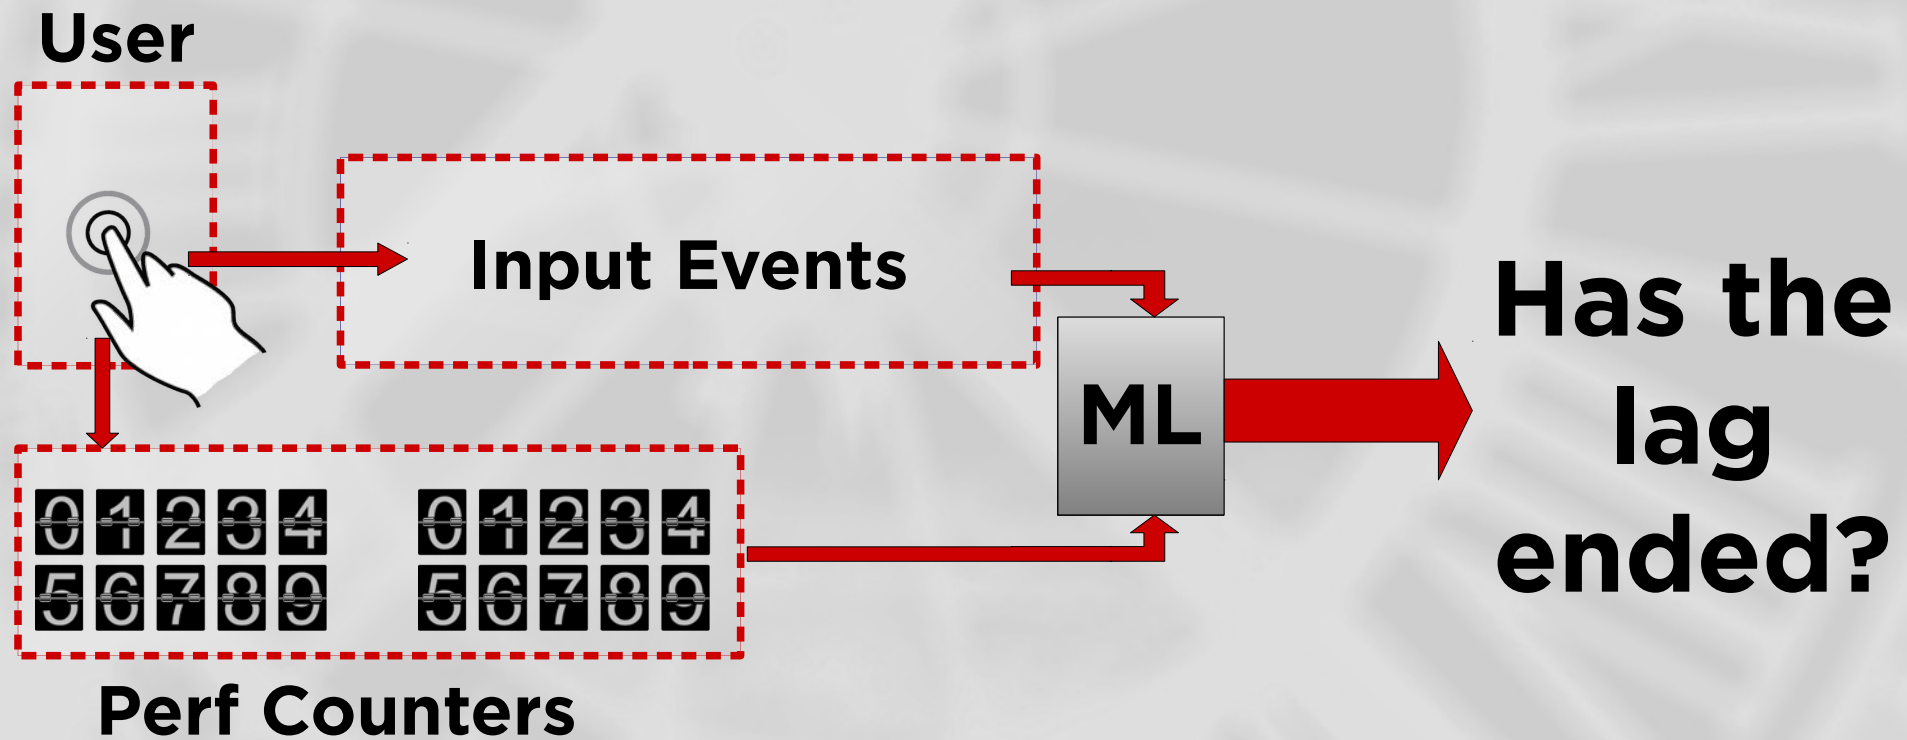 User
Input Events
ML
Has the
lag
ended?
0 1 2 3 4 0 1 2 3 4
5 6 7 8 9 5 6 7 8 9
Perf Counters